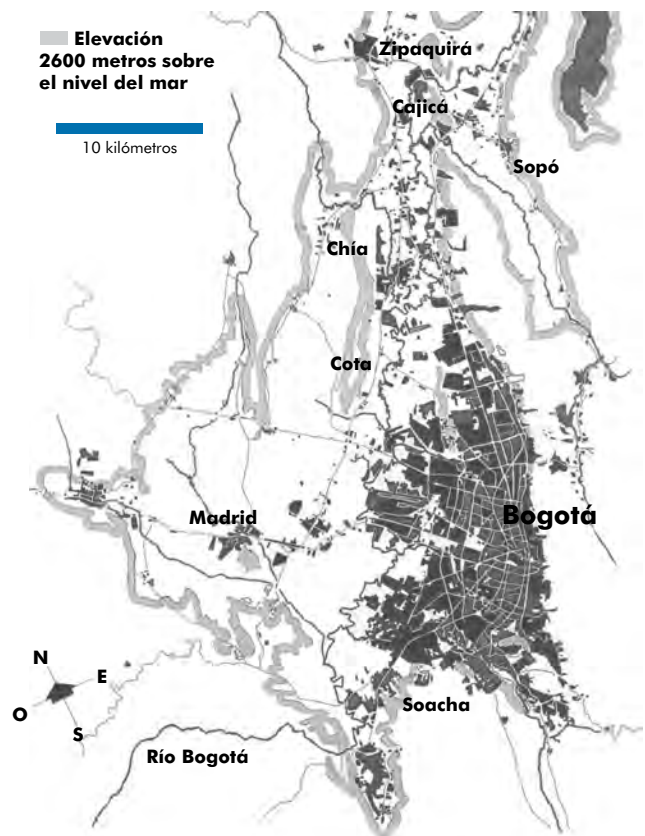 Elevación
2600 metros sobre
el nivel del mar
10 kilómetros
Zipaquirá
Cajicá
Sopó
Chía
Cota
Bogotá
Madrid
N
E
O
S
Soacha
Río Bogotá